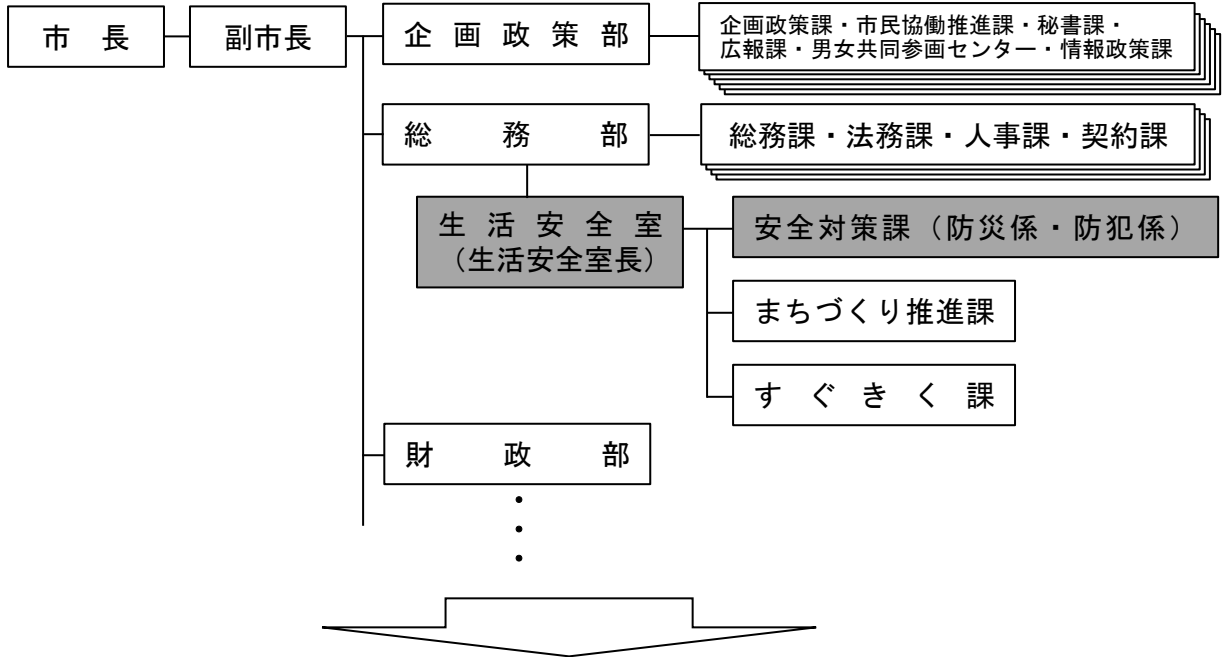 市長
副市長
企画政策部
企画政策課・市民協働推進課・秘書課・
広報課・男女共同参画センター・情報政策課
総務部
総務課・法務課・人事課・契約課
生活安全室
（生活安全室長）
安全対策課（防災係・防犯係）
まちづくり推進課
すぐきく課
財政部
・
・
・